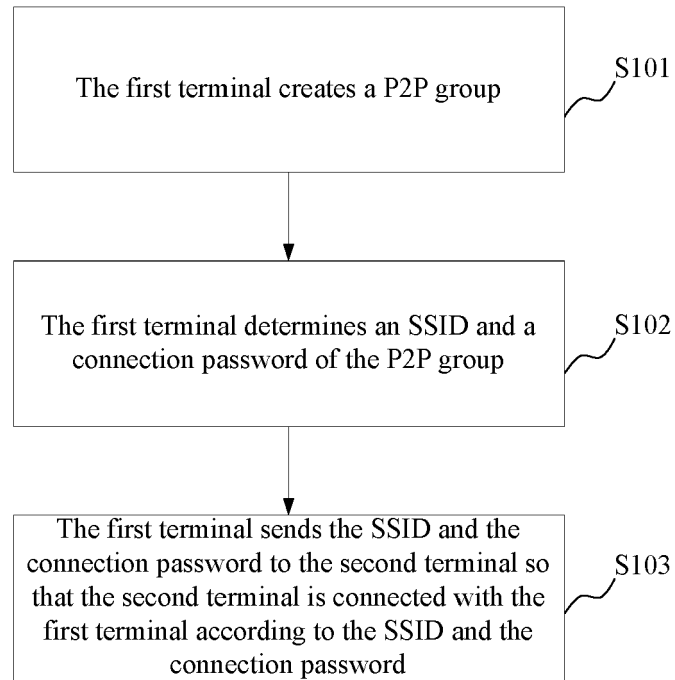 The first terminal creates a P2P group
S101
The first terminal determines an SSID and a
connection password of the P2P group
S102
The first terminal sends the SSID and the
connection password to the second terminal so
that the second terminal is connected with the
first terminal according to the SSID and the
connection password
S103